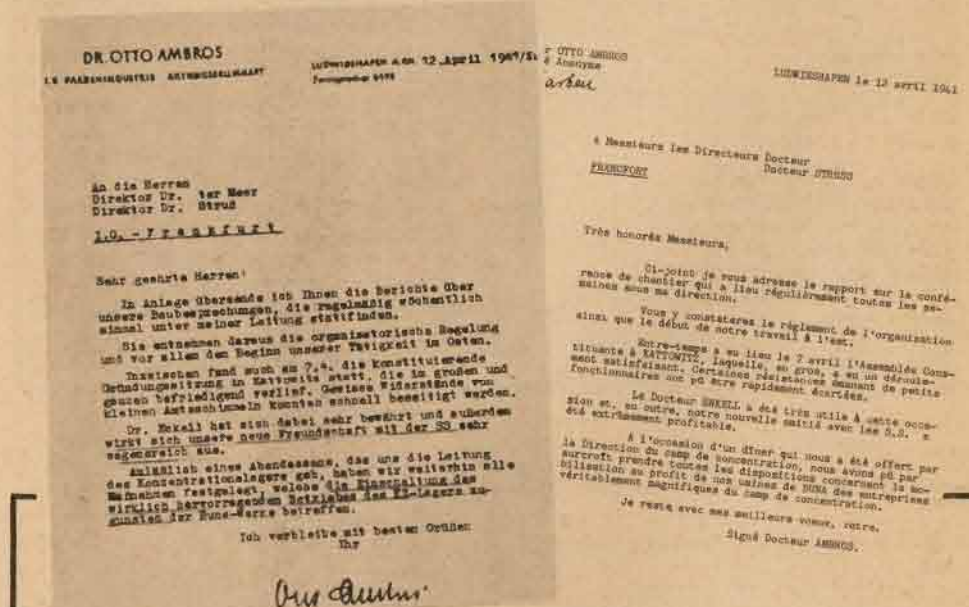 DR. OTTO AMBROS
I.G. FARBENINDUSTRIE AKTIENGESELLSCHAFT
LUDWIGSHAFEN A. RH. 12.April 1941/St
Fernsprecher 6498
An die Herren
Direktor Dr. ter Meer
Direktor Dr. Struß
I.G. - Frankfurt
Sehr geehrte Herren!
In Anlage übersende ich Ihnen die Berichte über
unsere Baubesprechungen, die regelmäßig wöchentlich
einmal unter meiner Leitung stattfinden.
Sie entnehmen daraus die organisatorische Regelung
und vor allem den Beginn unserer Tätigkeit im Osten.
Inzwischen fand auch am 7.4. die konstituierende
Gründungssitzung in Kattowitz statt, die im großen und
ganzen befriedigend verlief. Gewisse Widerstände von
kleinen Amtsschimmeln konnten schnell beseitigt werden.
Dr. Eckell hat sich dabei sehr bewährt und außerdem
wirkt sich unsere neue Freundschaft mit der SS sehr
segensreich aus.
Anläßlich eines Abendessens, das uns die Leitung
des Konzentrationslagers gab, haben wir weiterhin alle
Maßnahmen festgelegt, welche die Einschaltung des
wirklich hervorragenden Betriebes des KZ-Lagers zu-
gunsten der Buna-Werke betreffen.
Ich verbleibe mit besten Grüßen
Ihr
Otto Ambros
r OTTO AMBROS
é Anonyme
arben
LUDWIGSHAFEN le 12 avril 1941
à Messieurs les Directeurs Docteur
Docteur STRUSS
FRANCFORT
Très honorés Messieurs,
Ci-joint je vous adresse le rapport sur la confé-
rence de chantier qui a lieu régulièrement toutes les se-
maines sous ma direction.
Vous y constaterez le réglement de l'organisation
ainsi que le début de notre travail à l'est.
Entre-temps a eu lieu le 7 avril l'Assemblée Cons-
tituante à KATTOWITZ, laquelle, en gros, a eu un déroule-
ment satisfaisant. Certaines résistances émanant de petits
fonctionnaires ont pû être rapidement écartées.
Le Docteur ENKELL a été très utile à cette occa-
sion et, en outre, notre nouvelle amitié avec les S.S. a
été extrêmement profitable.
A l'occasion d'un dîner qui nous a été offert par
la Direction du camp de concentration, nous avons pû par
surcroît prendre toutes les dispositions concernant la mo-
bilisation au profit de nos usines de BUNA des entreprises
véritablement magnifiques du camp de concentration.
Je reste avec mes meilleurs voeux, votre.
Signé Docteur AMBROS.